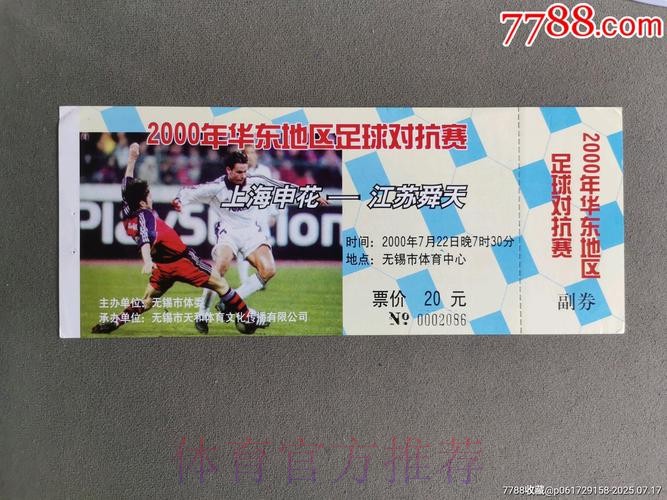 7788.com
2000年华东地区足球对抗赛
上海申花 — 江苏舜天
PlayStation
时间：2000年7月22日晚7时30分
地点：无锡市体育中心
票价 20 元
№ 0002086
主办单位：无锡市体委
承办单位：无锡市天和体育文化传播有限公司
2000年华东地区
足球对抗赛
副券
体育官方推荐
7788收藏@p061729158-2025.07.17